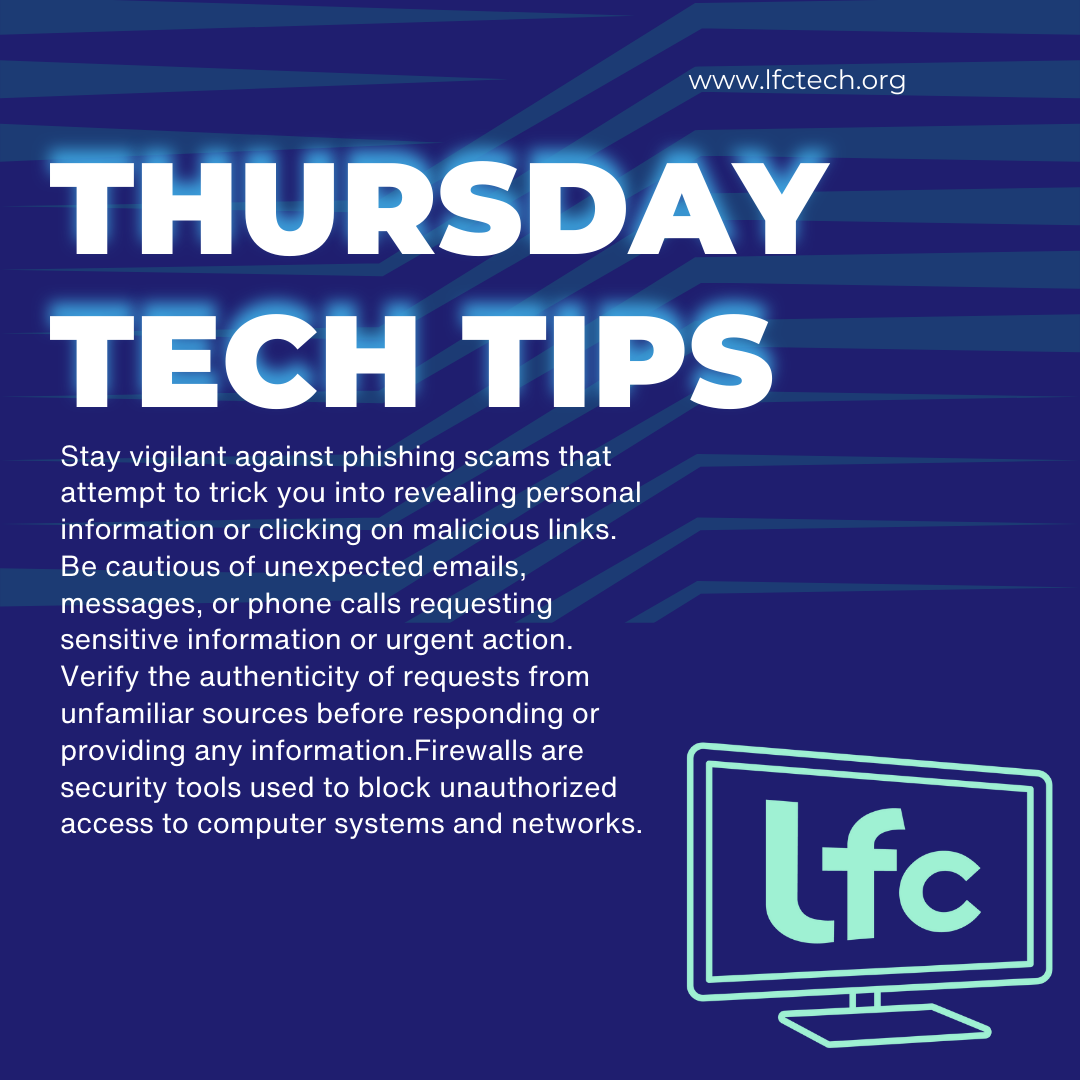 www.lfctech.org
THURSDAY
TECH TIPS
Stay vigilant against phishing scams that
attempt to trick you into revealing personal
information or clicking on malicious links.
Be cautious of unexpected emails,
messages, or phone calls requesting
sensitive information or urgent action.
Verify the authenticity of requests from
unfamiliar sources before responding or
providing any information.Firewalls are
security tools used to block unauthorized
access to computer systems and networks.
lfc